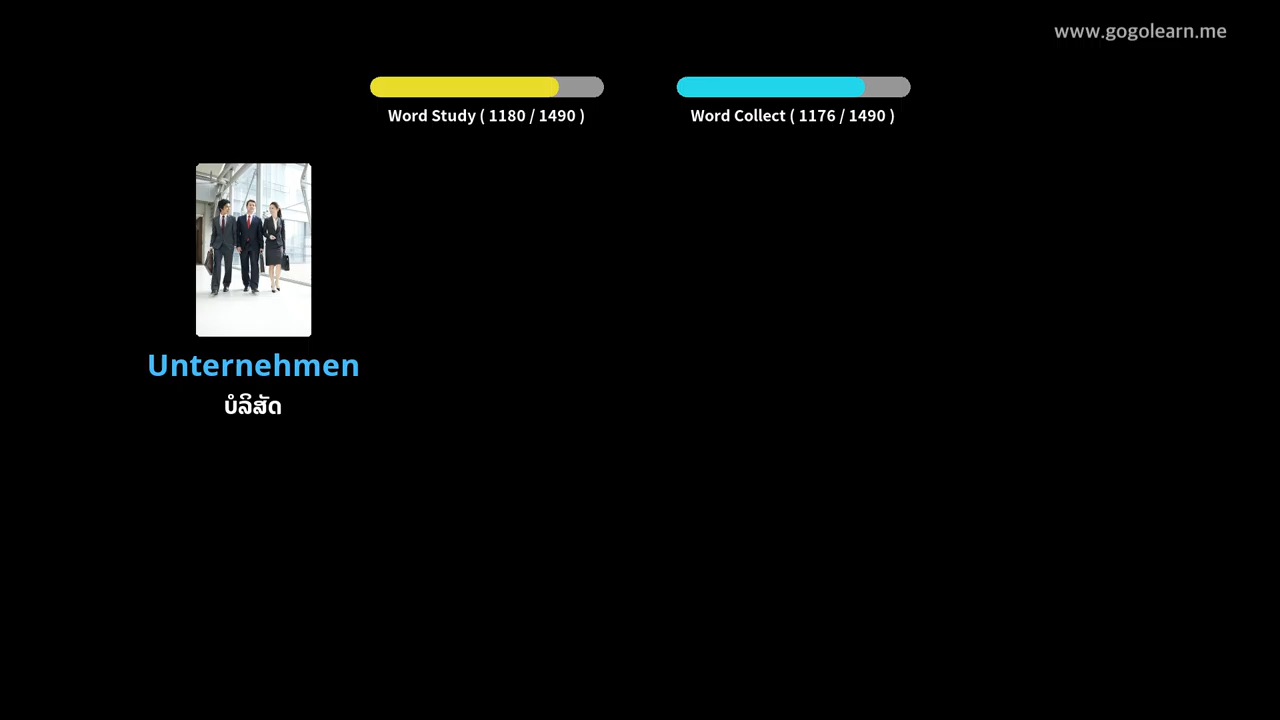 www.gogolearn.me
Word Study ( 1180 / 1490 )
Word Collect ( 1176 / 1490 )
Unternehmen
ບໍລິສັດ